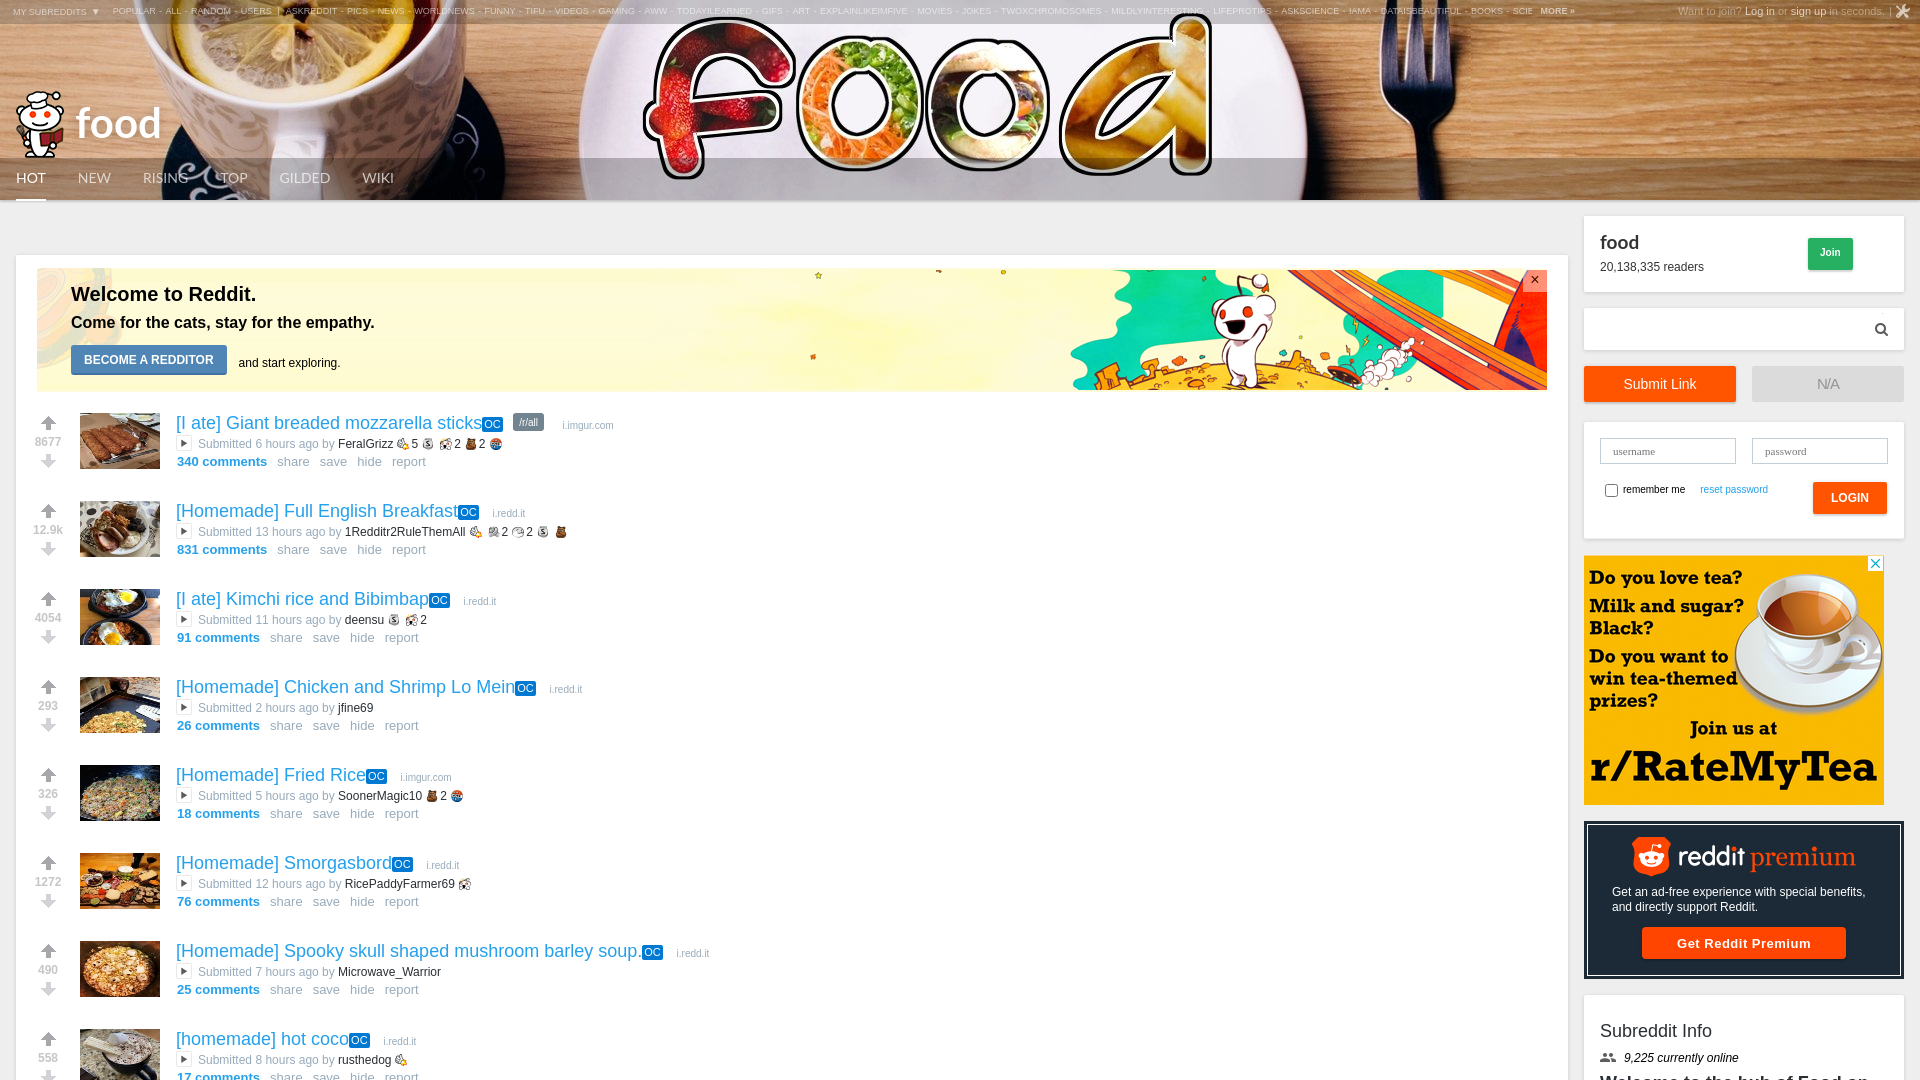 MY SUBREDDITS ▼ POPULAR - ALL - RANDOM - USERS | ASKREDDIT - PICS - NEWS - WORLDNEWS - FUNNY - TIFU - VIDEOS - GAMING - AWW - TODAYILEARNED - GIFS - ART - EXPLAINLIKEIMFIVE - MOVIES - JOKES - TWOXCHROMOSOMES - MILDLYINTERESTING - LIFEPROTIPS - ASKSCIENCE - IAMA - DATAISBEAUTIFUL - BOOKS - SCIE MORE »
Want to join? Log in or sign up in seconds. |
food
food
HOT NEW RISING TOP GILDED WIKI
Welcome to Reddit.
Come for the cats, stay for the empathy.
BECOME A REDDITOR and start exploring.
×
8677
[I ate] Giant breaded mozzarella sticks OC /r/all i.imgur.com
Submitted 6 hours ago by FeralGrizz 5 2 2
340 comments share save hide report
12.9k
[Homemade] Full English Breakfast OC i.redd.it
Submitted 13 hours ago by 1Redditr2RuleThemAll 2 2
831 comments share save hide report
4054
[I ate] Kimchi rice and Bibimbap OC i.redd.it
Submitted 11 hours ago by deensu 2
91 comments share save hide report
293
[Homemade] Chicken and Shrimp Lo Mein OC i.redd.it
Submitted 2 hours ago by jfine69
26 comments share save hide report
326
[Homemade] Fried Rice OC i.imgur.com
Submitted 5 hours ago by SoonerMagic10 2
18 comments share save hide report
1272
[Homemade] Smorgasbord OC i.redd.it
Submitted 12 hours ago by RicePaddyFarmer69
76 comments share save hide report
490
[Homemade] Spooky skull shaped mushroom barley soup. OC i.redd.it
Submitted 7 hours ago by Microwave_Warrior
25 comments share save hide report
558
[homemade] hot coco OC i.redd.it
Submitted 8 hours ago by rusthedog
17 comments share save hide report
food
20,138,335 readers
Join
Submit Link
N/A
username
password
remember me reset password
LOGIN
Do you love tea?
Milk and sugar?
Black?
Do you want to
win tea-themed
prizes?
Join us at
r/RateMyTea
reddit premium
Get an ad-free experience with special benefits,
and directly support Reddit.
Get Reddit Premium
Subreddit Info
9,225 currently online
Welcome to the hub of Food on